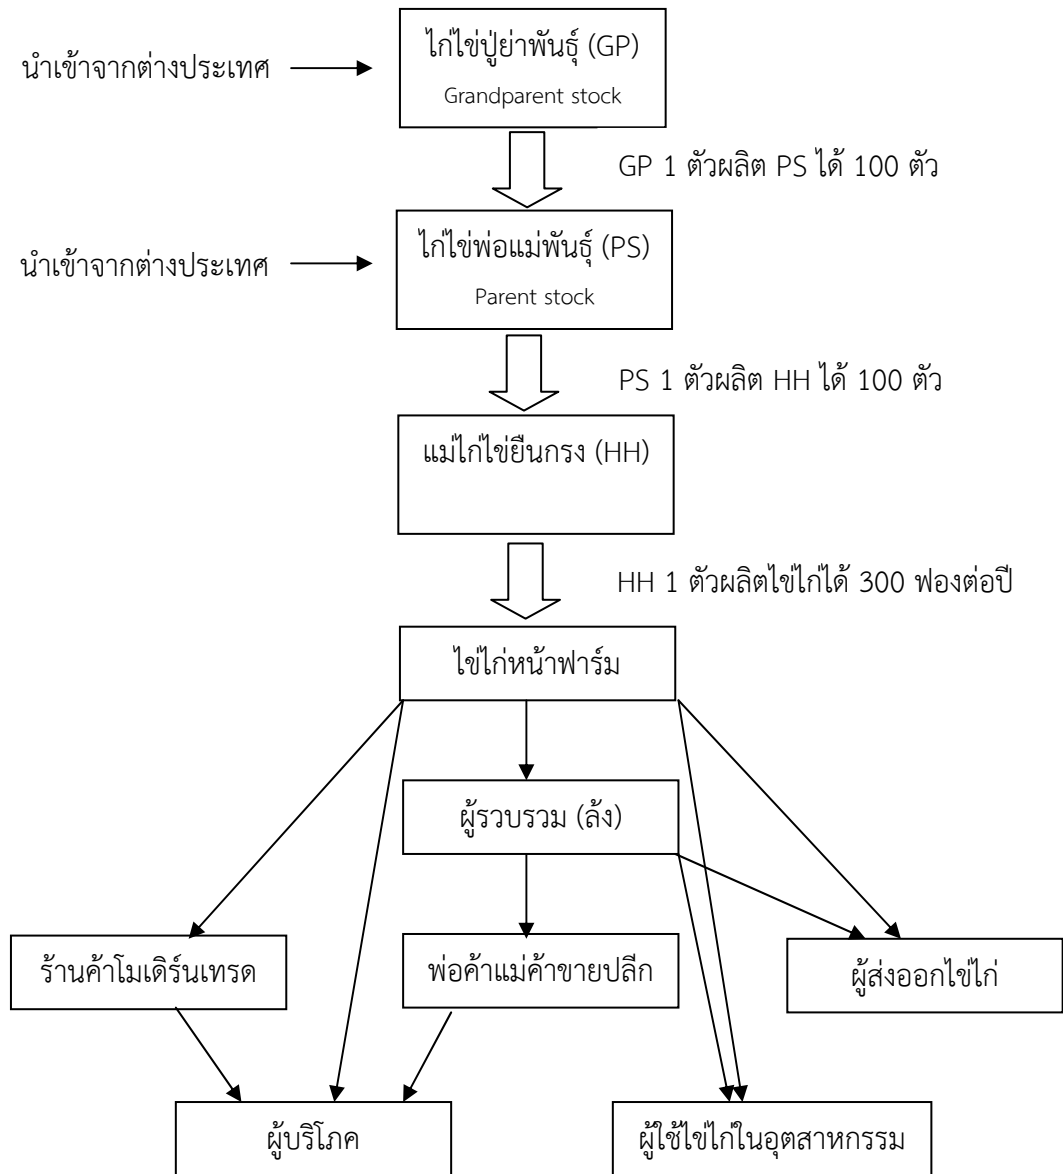 ไก่ไข่ปู่ย่าพันธุ์ (GP)
นำเข้าจากต่างประเทศ
Grandparent stock
GP 1 ตัวผลิต PS ได้ 100 ตัว
ไก่ไข่พ่อแม่พันธุ์ (PS)
นำเข้าจากต่างประเทศ
Parent stock
PS 1 ตัวผลิต HH ได้ 100 ตัว
แม่ไก่ไข่ยืนกรง (HH)
HH 1 ตัวผลิตไข่ไก่ได้ 300 ฟองต่อปี
ไข่ไก่หน้าฟาร์ม
ผู้รวบรวม (ล้ง)
ร้านค้าโมเดิร์นเทรด
พ่อค้าแม่ค้าขายปลีก
ผู้ส่งออกไข่ไก่
ผู้บริโภค
ผู้ใช้ไข่ไก่ในอุตสาหกรรม